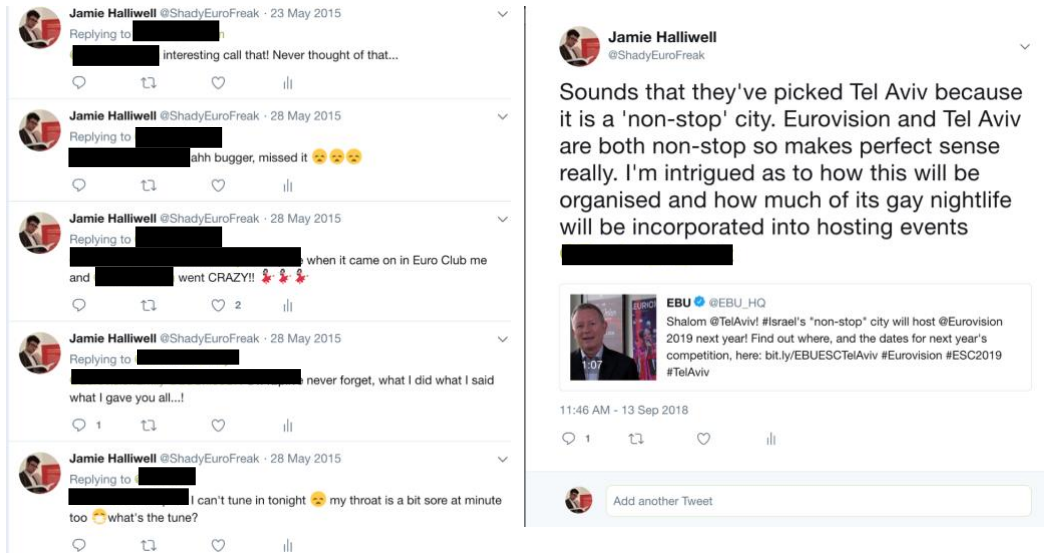 Jamie Halliwell @ShadyEuroFreak · 23 May 2015
Replying to
interesting call that! Never thought of that...
Jamie Halliwell @ShadyEuroFreak · 28 May 2015
Replying to
ahh bugger, missed it 😞 😞 😞
Jamie Halliwell @ShadyEuroFreak · 28 May 2015
Replying to
when it came on in Euro Club me
and went CRAZY!! 💃 💃 💃
2
Jamie Halliwell @ShadyEuroFreak · 28 May 2015
Replying to
never forget, what I did what I said
what I gave you all...!
1
Jamie Halliwell @ShadyEuroFreak · 28 May 2015
Replying to
I can't tune in tonight 😞 my throat is a bit sore at minute
too 😷 what's the tune?
Jamie Halliwell
@ShadyEuroFreak
Sounds that they've picked Tel Aviv because
it is a 'non-stop' city. Eurovision and Tel Aviv
are both non-stop so makes perfect sense
really. I'm intrigued as to how this will be
organised and how much of its gay nightlife
will be incorporated into hosting events
EBU @EBU_HQ
Shalom @TelAviv! #Israel's "non-stop" city will host @Eurovision
2019 next year! Find out where, and the dates for next year's
competition, here: bit.ly/EBUESCTelAviv #Eurovision #ESC2019
#TelAviv
1:07
11:46 AM - 13 Sep 2018
1
Add another Tweet